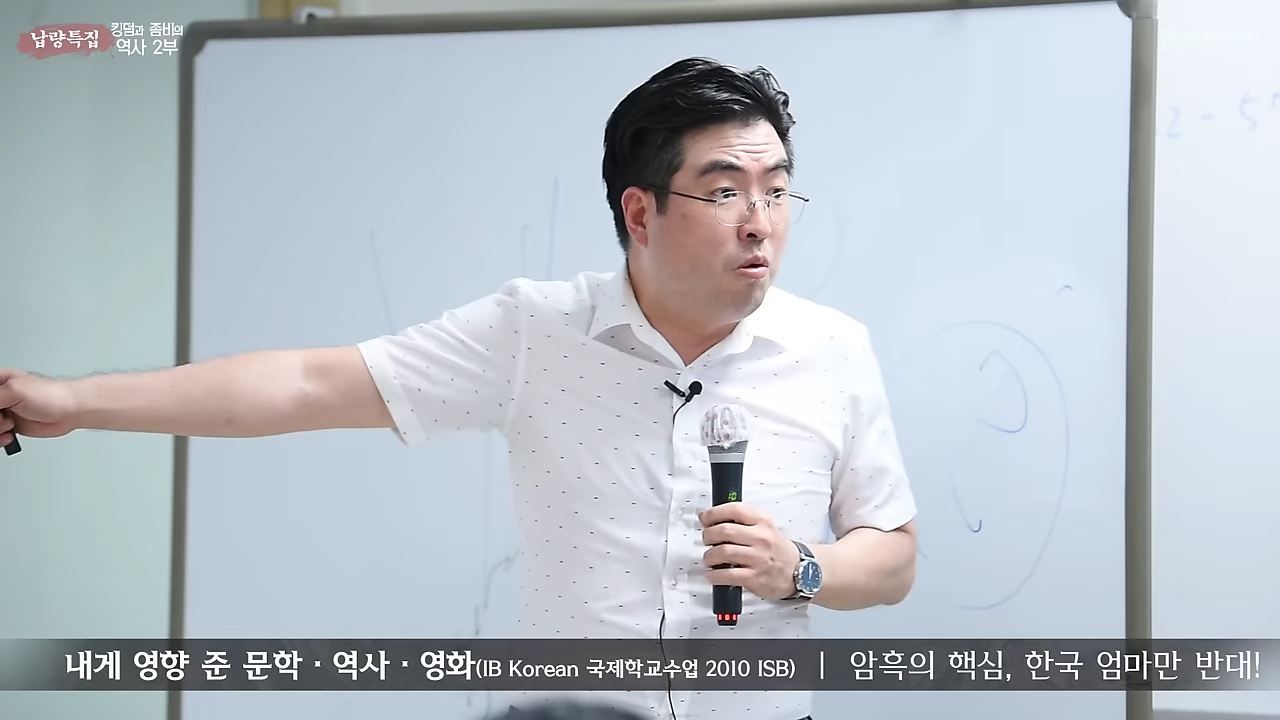 납량특집
킹덤과 좀비의
역사 2부
2-5
내게 영향 준 문학·역사·영화(IB Korean 국제학교수업 2010 ISB) | 암흑의 핵심, 한국 엄마만 반대!